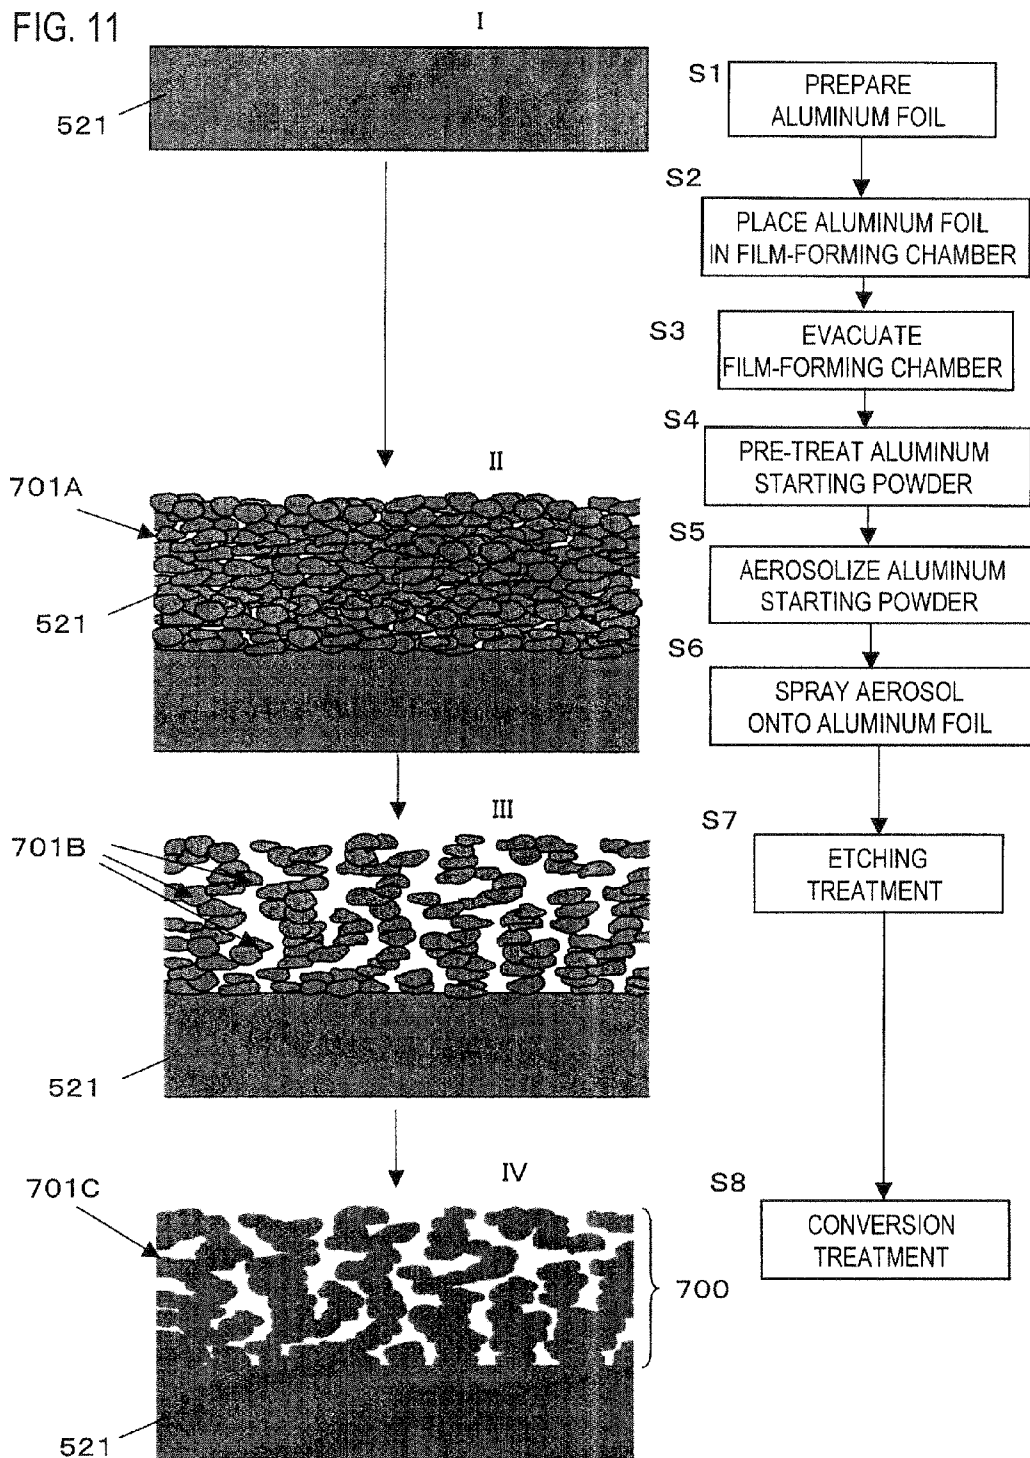 FIG. 11
I
521
S1
PREPARE
ALUMINUM FOIL
S2
PLACE ALUMINUM FOIL
IN FILM-FORMING CHAMBER
S3
EVACUATE
FILM-FORMING CHAMBER
S4
PRE-TREAT ALUMINUM
STARTING POWDER
II
701A
521
S5
AEROSOLIZE ALUMINUM
STARTING POWDER
S6
SPRAY AEROSOL
ONTO ALUMINUM FOIL
III
701B
521
S7
ETCHING
TREATMENT
IV
701C
700
521
S8
CONVERSION
TREATMENT